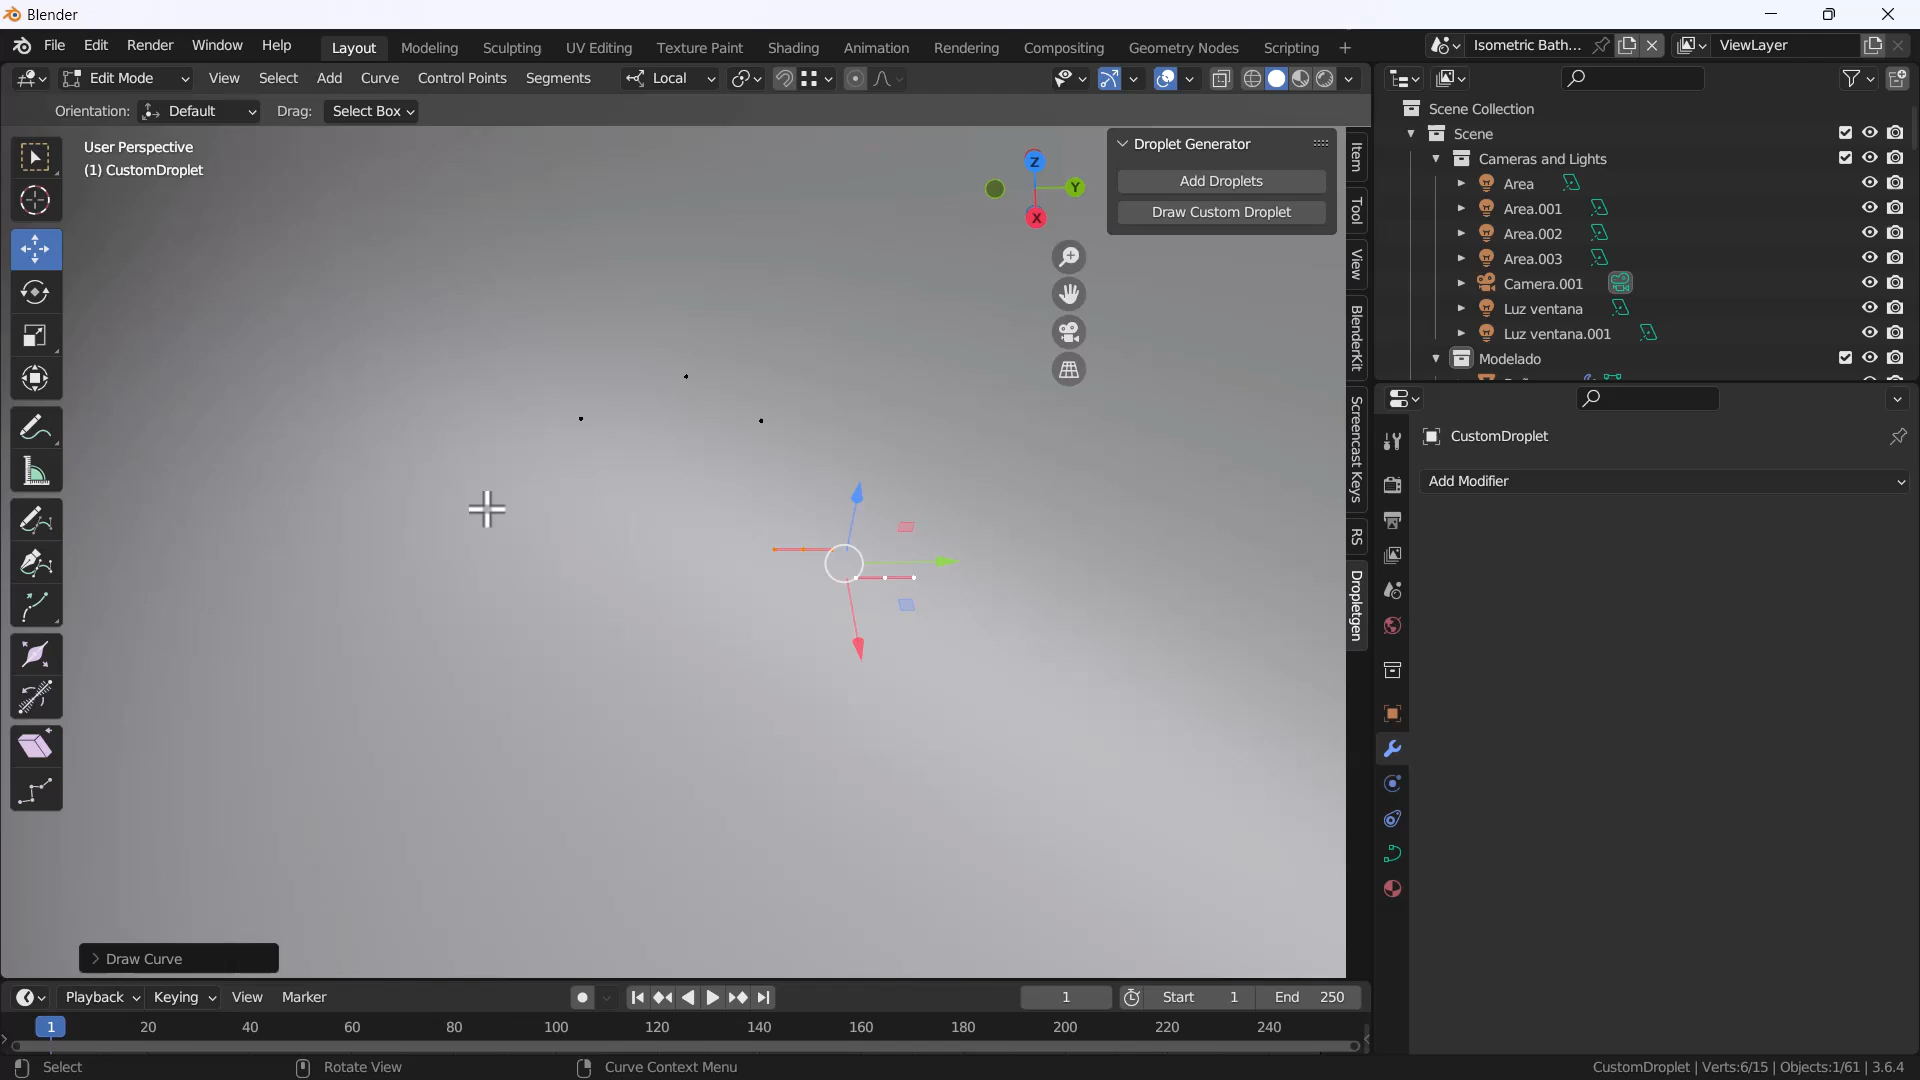 Blender
File Edit Render Window Help
Layout Modeling Sculpting UV Editing Texture Paint Shading Animation Rendering Compositing Geometry Nodes Scripting +
Isometric Bath... ViewLayer
Edit Mode View Select Add Curve Control Points Segments Local
Orientation: Default Drag: Select Box
User Perspective
(1) CustomDroplet
Z
Y
X
Droplet Generator
Add Droplets
Draw Custom Droplet
Item
Tool
View
BlenderKit
Screencast Keys
RS
Dropletgen
Scene Collection
Scene
Cameras and Lights
Area
Area.001
Area.002
Area.003
Camera.001
Luz ventana
Luz ventana.001
Modelado
CustomDroplet
Add Modifier
Draw Curve
Playback Keying View Marker
1 Start 1 End 250
1 20 40 60 80 100 120 140 160 180 200 220 240
Select Rotate View Curve Context Menu
CustomDroplet | Verts:6/15 | Objects:1/61 | 3.6.4